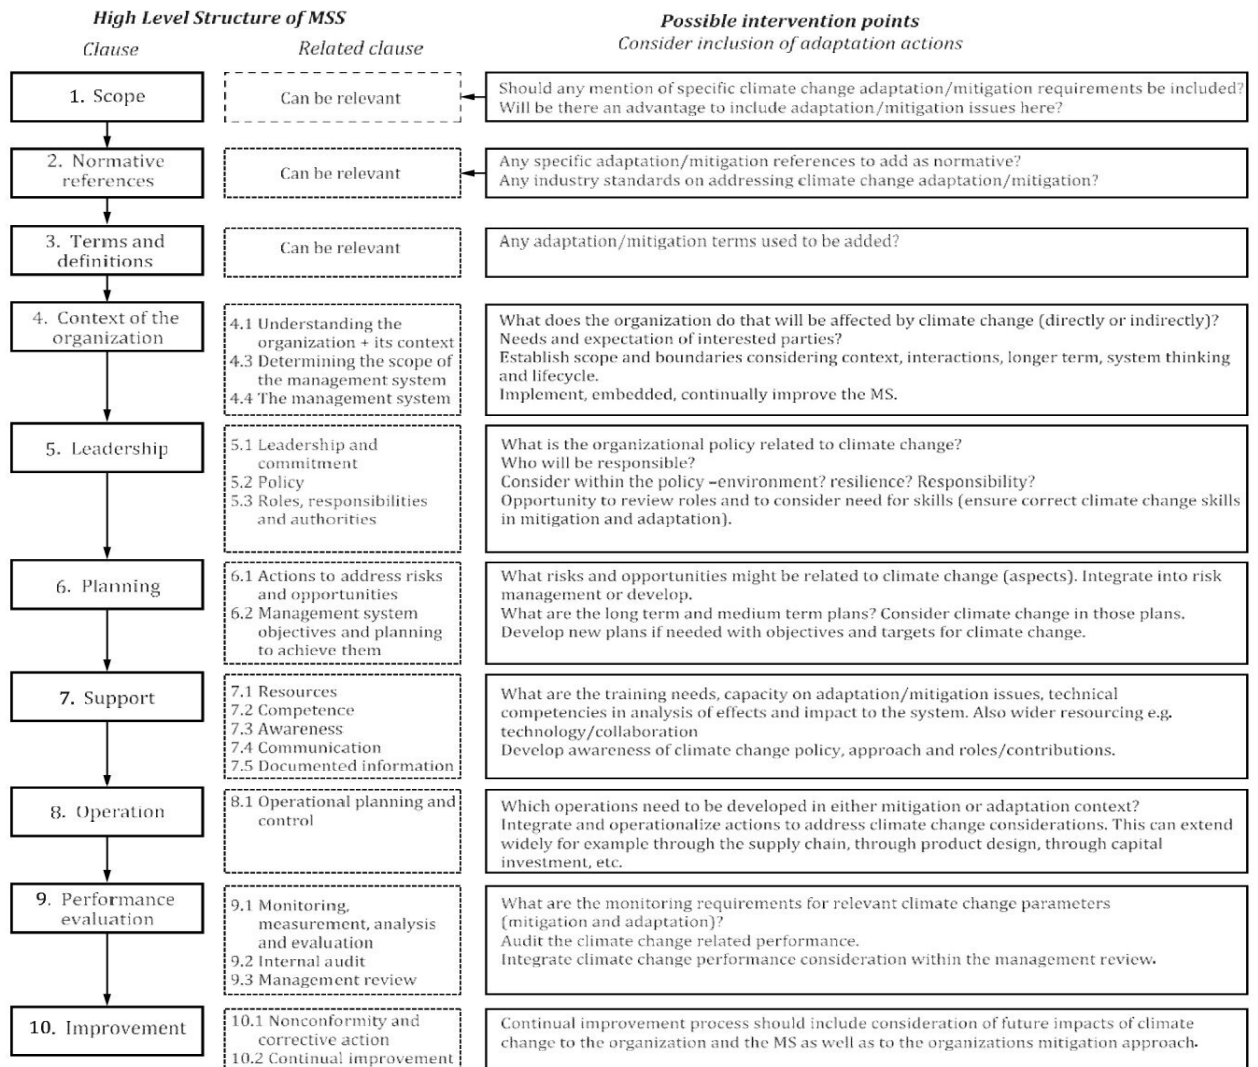 High Level Structure of MSS
Possible intervention points
Clause
Related clause
Consider inclusion of adaptation actions
1. Scope
Can be relevant
Should any mention of specific climate change adaptation/mitigation requirements be included?
Will be there an advantage to include adaptation/mitigation issues here?
2. Normative
references
Can be relevant
Any specific adaptation/mitigation references to add as normative?
Any industry standards on addressing climate change adaptation/mitigation?
3. Terms and
definitions
Can be relevant
Any adaptation/mitigation terms used to be added?
4. Context of the
organization
4.1 Understanding the
organization + its context
4.3 Determining the scope of
the management system
4.4 The management system
What does the organization do that will be affected by climate change (directly or indirectly)?
Needs and expectation of interested parties?
Establish scope and boundaries considering context, interactions, longer term, system thinking
and lifecycle.
Implement, embedded, continually improve the MS.
5. Leadership
5.1 Leadership and
commitment
5.2 Policy
5.3 Roles, responsibilities
and authorities
What is the organizational policy related to climate change?
Who will be responsible?
Consider within the policy –environment? resilience? Responsibility?
Opportunity to review roles and to consider need for skills (ensure correct climate change skills
in mitigation and adaptation).
6. Planning
6.1 Actions to address risks
and opportunities
6.2 Management system
objectives and planning
to achieve them
What risks and opportunities might be related to climate change (aspects). Integrate into risk
management or develop.
What are the long term and medium term plans? Consider climate change in those plans.
Develop new plans if needed with objectives and targets for climate change.
7. Support
7.1 Resources
7.2 Competence
7.3 Awareness
7.4 Communication
7.5 Documented information
What are the training needs, capacity on adaptation/mitigation issues, technical
competencies in analysis of effects and impact to the system. Also wider resourcing e.g.
technology/collaboration
Develop awareness of climate change policy, approach and roles/contributions.
8. Operation
8.1 Operational planning and
control
Which operations need to be developed in either mitigation or adaptation context?
Integrate and operationalize actions to address climate change considerations. This can extend
widely for example through the supply chain, through product design, through capital
investment, etc.
9. Performance
evaluation
9.1 Monitoring,
measurement, analysis
and evaluation
9.2 Internal audit
9.3 Management review
What are the monitoring requirements for relevant climate change parameters
(mitigation and adaptation)?
Audit the climate change related performance.
Integrate climate change performance consideration within the management review.
10. Improvement
10.1 Nonconformity and
corrective action
10.2 Continual improvement
Continual improvement process should include consideration of future impacts of climate
change to the organization and the MS as well as to the organizations mitigation approach.